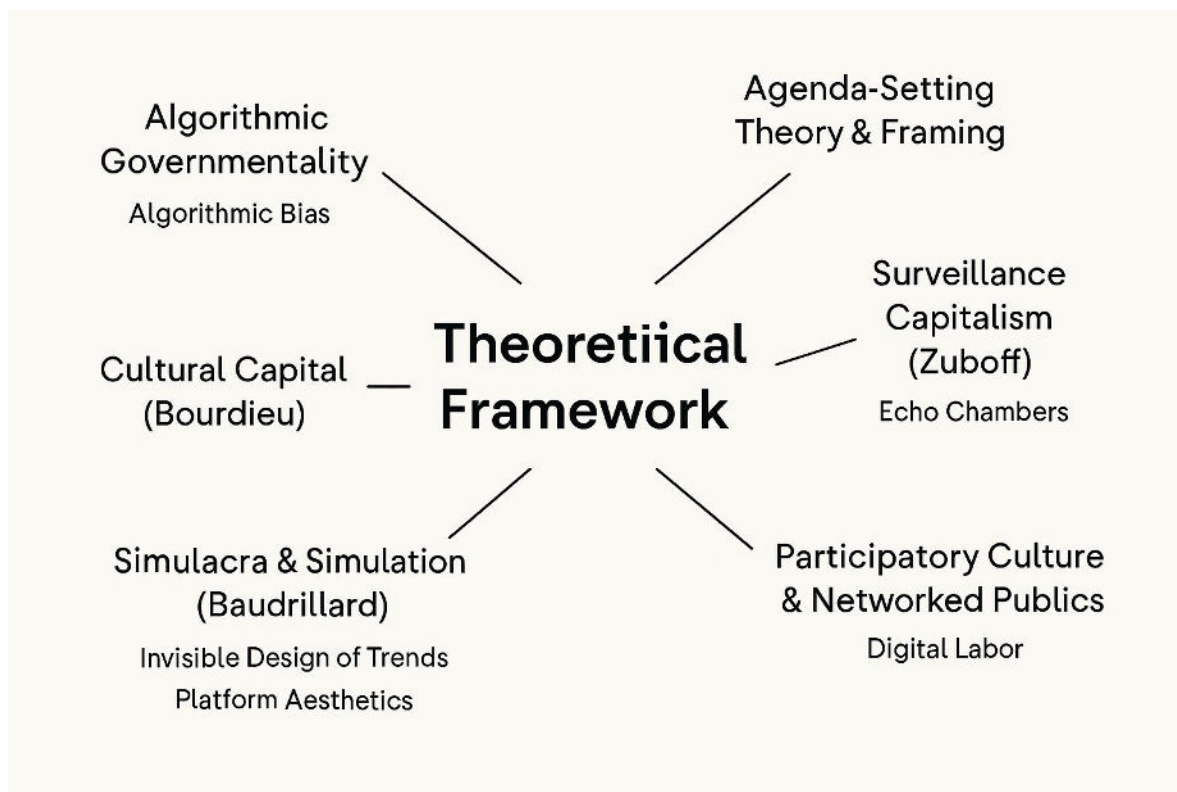 Algorithmic
Governmentality
Algorithmic Bias
Agenda-Setting
Theory & Framing
Cultural Capital
(Bourdieu)
Theoretiical
Framework
Surveillance
Capitalism
(Zuboff)
Echo Chambers
Simulacra & Simulation
(Baudrillard)
Invisible Design of Trends
Platform Aesthetics
Participatory Culture
& Networked Publics
Digital Labor